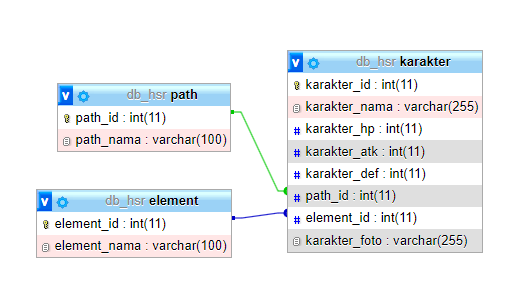 db_hsr path
path_id : int(11)
path_nama : varchar(100)
db_hsr element
element_id : int(11)
element_nama : varchar(100)
db_hsr karakter
karakter_id : int(11)
karakter_nama : varchar(255)
karakter_hp : int(11)
karakter_atk : int(11)
karakter_def : int(11)
path_id : int(11)
element_id : int(11)
karakter_foto : varchar(255)